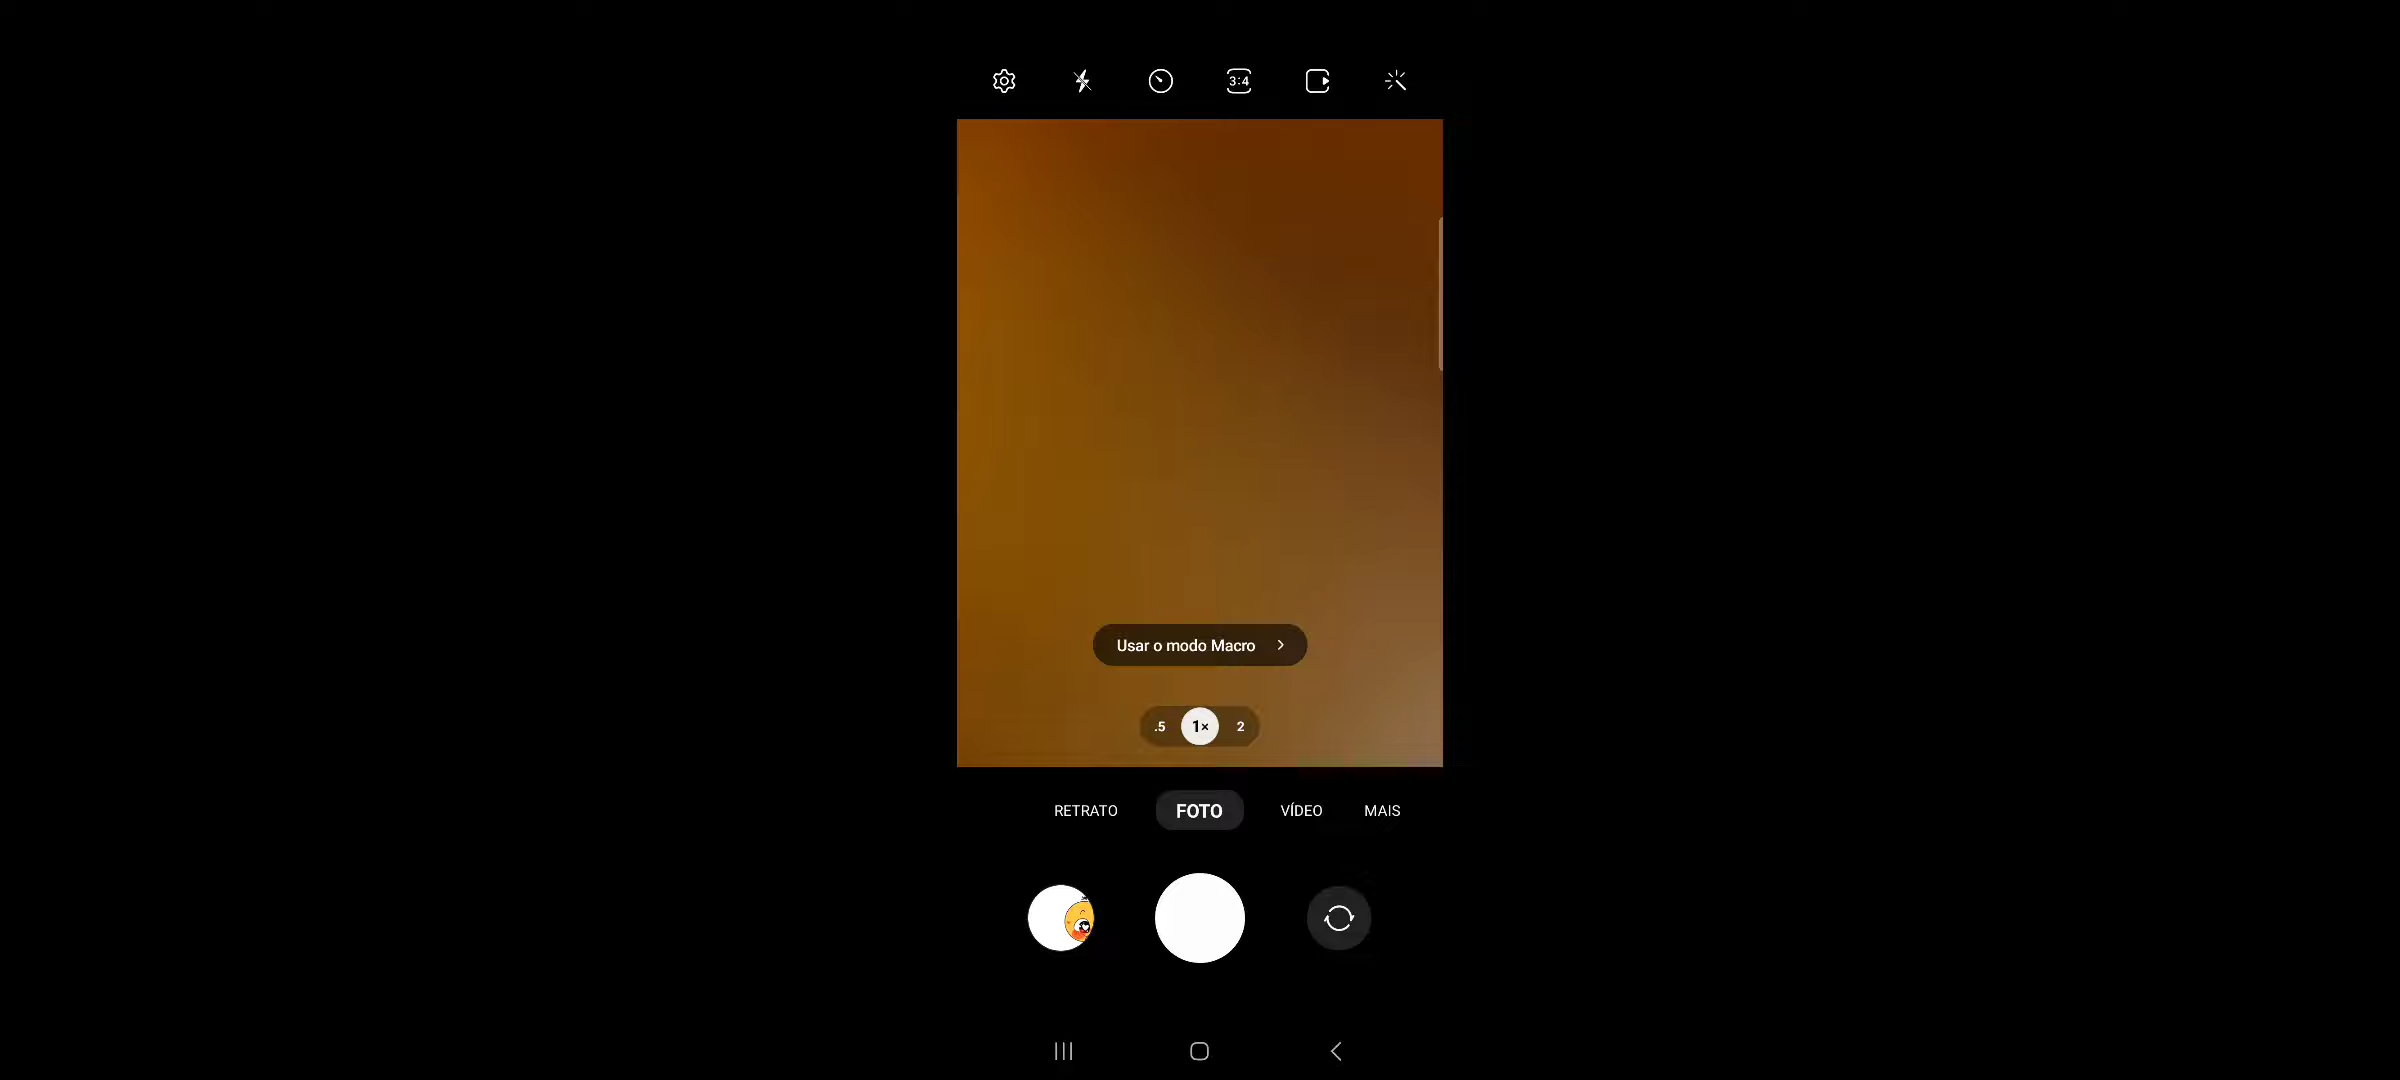 3:4
Usar o modo Macro
.5 1× 2
RETRATO FOTO VÍDEO MAIS